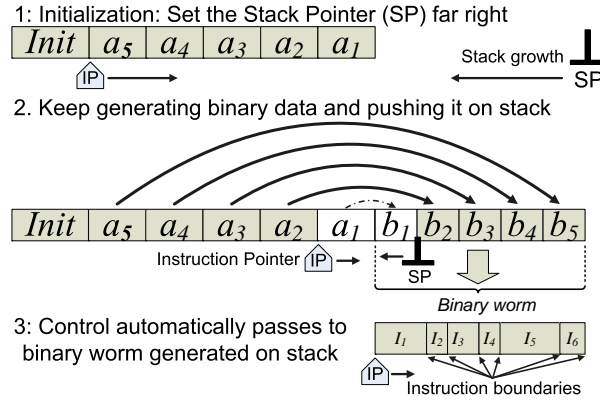 1: Initialization: Set the Stack Pointer (SP) far right
Init a5 a4 a3 a2 a1
IP
Stack growth
SP
2. Keep generating binary data and pushing it on stack
Init a5 a4 a3 a2 a1 b1 b2 b3 b4 b5
Instruction Pointer IP
SP
Binary worm
3: Control automatically passes to
binary worm generated on stack
I1 I2 I3 I4 I5 I6
IP
Instruction boundaries